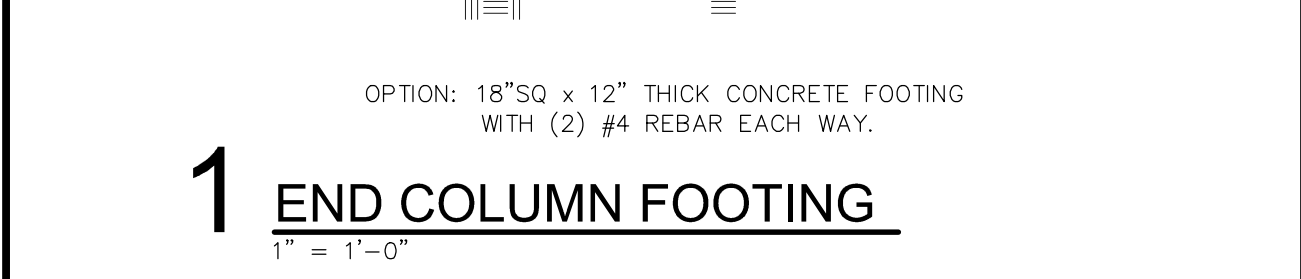 OPTION: 18"SQ x 12" THICK CONCRETE FOOTING
WITH (2) #4 REBAR EACH WAY.
1 END COLUMN FOOTING
1" = 1'-0"